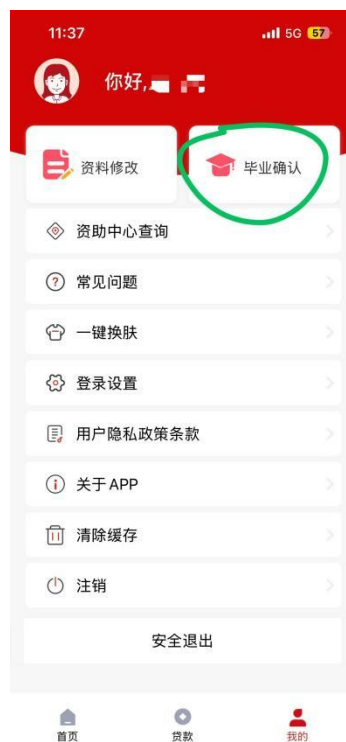 11:37 5G 57
你好,
资料修改 毕业确认
资助中心查询
常见问题
一键换肤
登录设置
用户隐私政策条款
关于APP
清除缓存
注销
安全退出
首页 贷款 我的